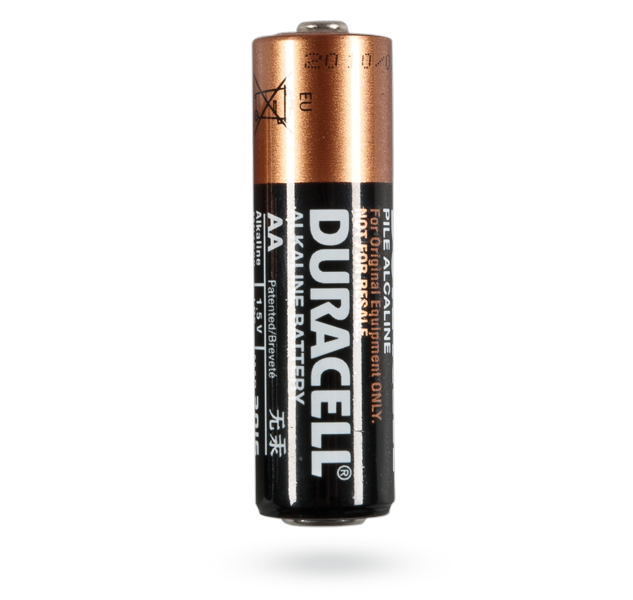 EU
PILE ALCALINE
For Original Equipment ONLY.
NOT FOR RESALE
DURACELL®
ALKALINE BATTERY
AA Patented/Breveté 无汞
Alkaline 1,5 V